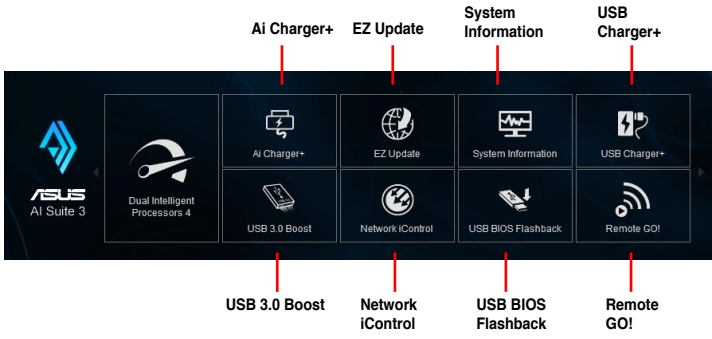 System
USB
Ai Charger+
EZ Update
Information
Charger+
Ai Charger+
EZ Update
System Information
USB Charger+
ASUS
AI Suite 3
Dual Intelligent
Processors 4
USB 3.0 Boost
Network iControl
USB BIOS Flashback
Remote GO!
USB 3.0 Boost
Network
iControl
USB BIOS
Flashback
Remote
GO!